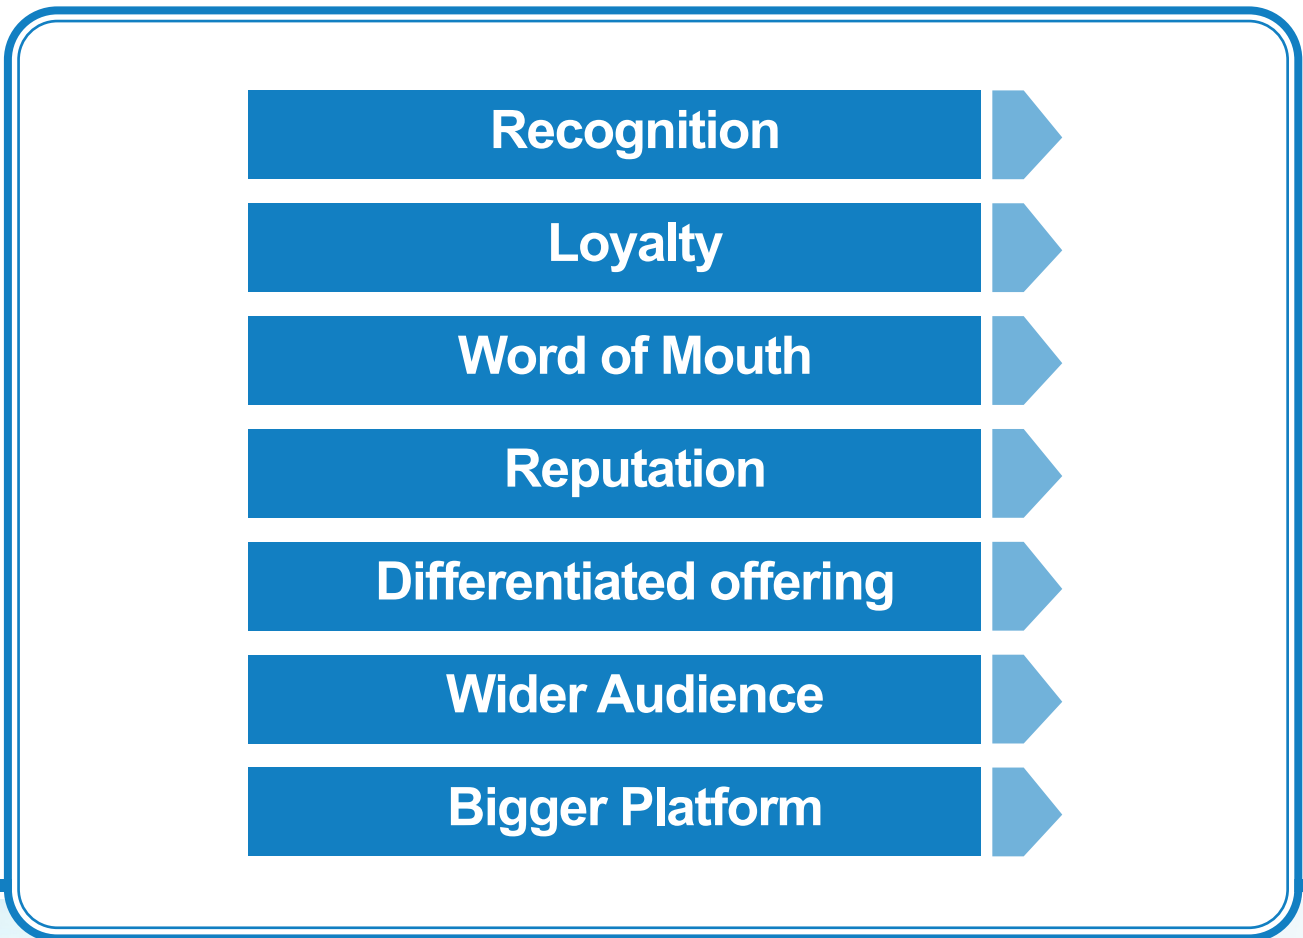 Recognition
Loyalty
Word of Mouth
Reputation
Differentiated offering
Wider Audience
Bigger Platform